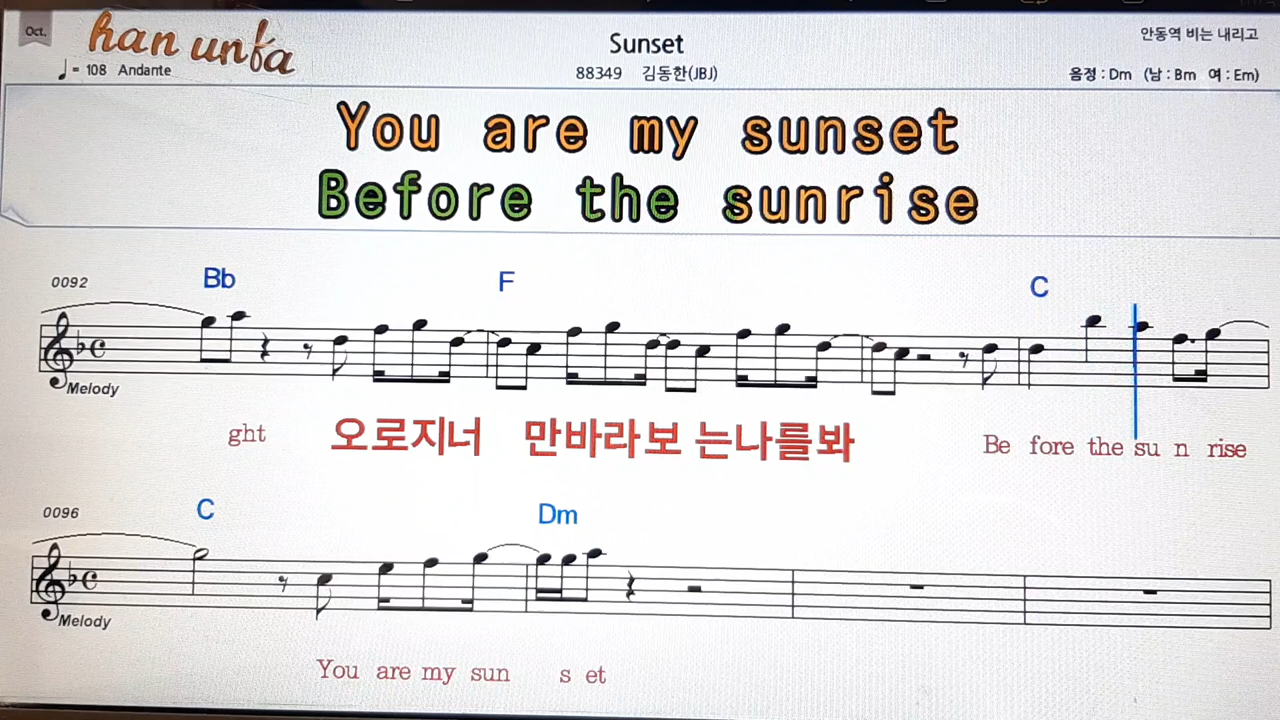 Oct.
han unfa
Sunset
안동역 비는 내리고
♩= 108 Andante
88349 김동한(JBJ)
음정 : Dm (남 : Bm 여 : Em)
You are my sunset
Before the sunrise
0092
Bb F C
Melody
ght 오로지너 만바라보 는나를봐 Be fore the su n rise
0096
C Dm
Melody
You are my sun s et